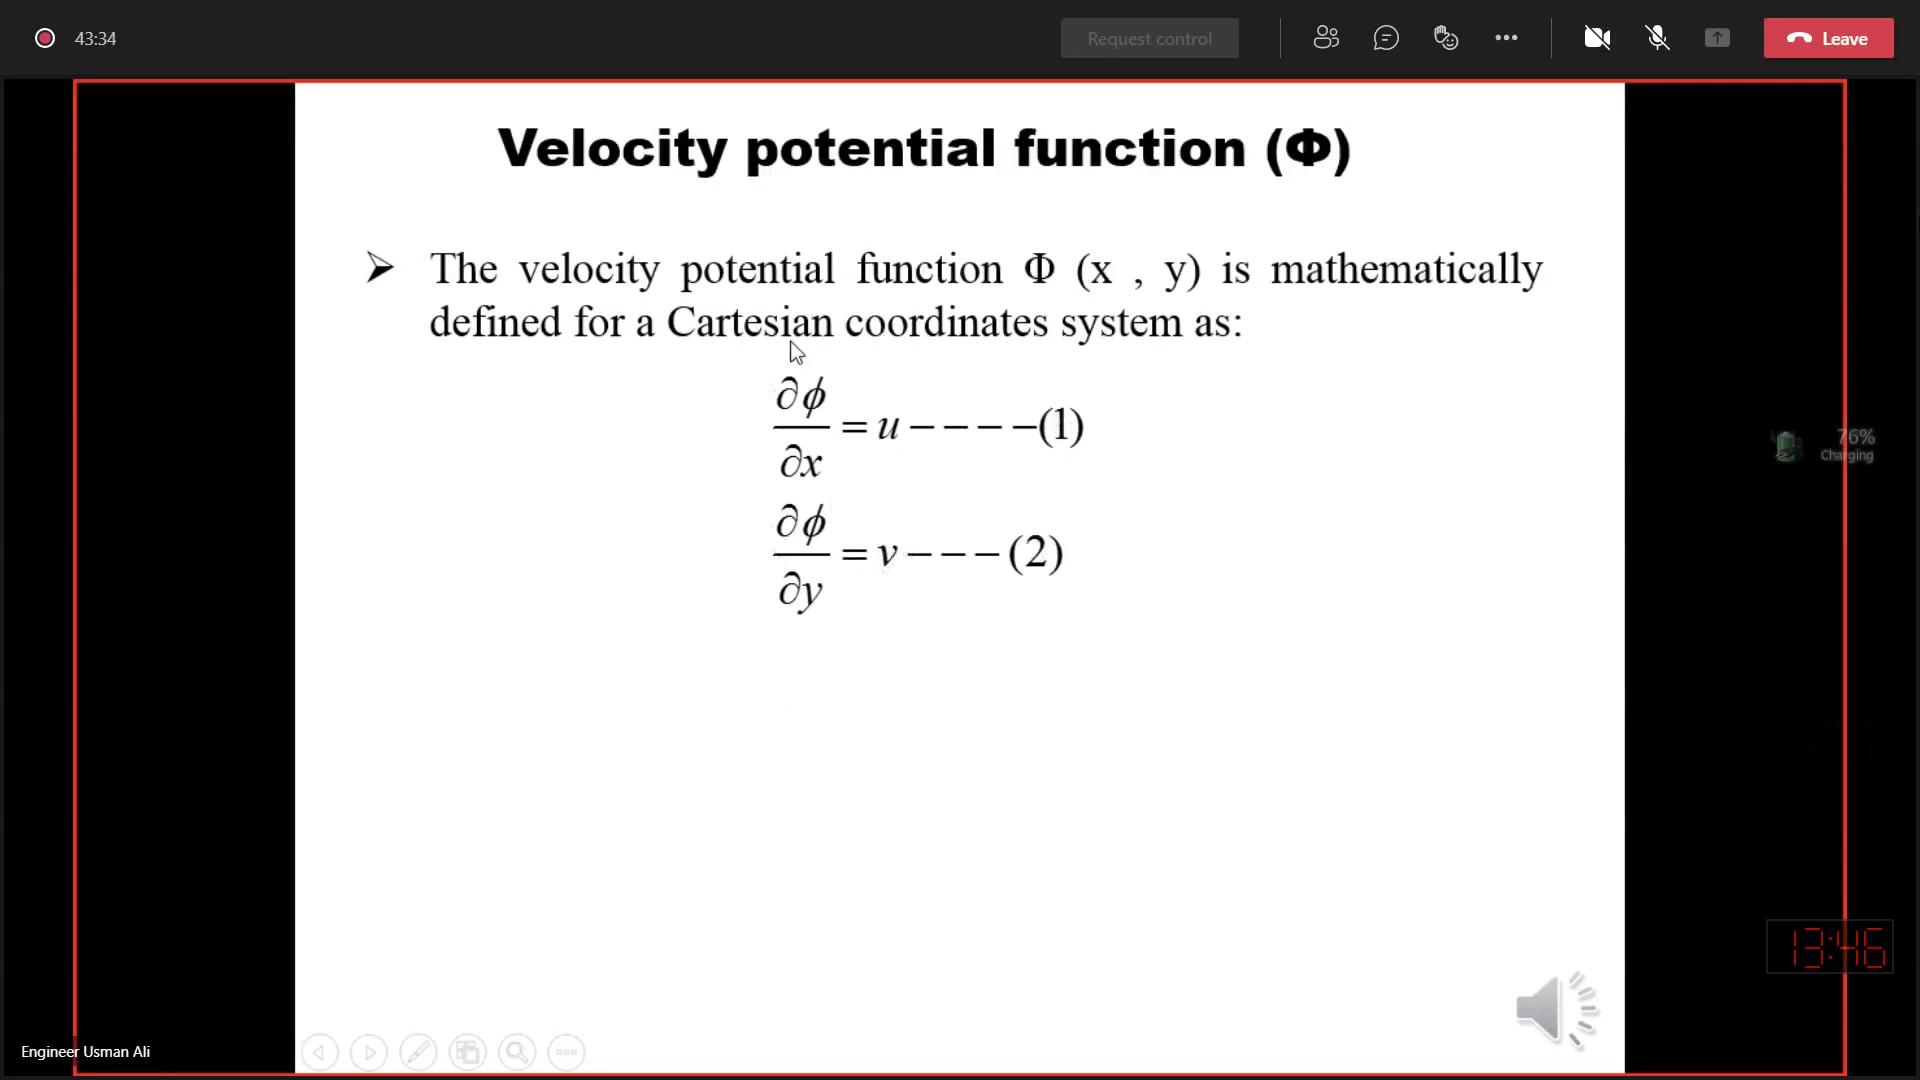 43:34
Request control
Leave
Velocity potential function (Φ)
➢ The velocity potential function Φ (x , y) is mathematically
defined for a Cartesian coordinates system as:
∂ϕ/∂x = u − − − −(1)
∂ϕ/∂y = v − − − (2)
76%
Charging
13:46
Engineer Usman Ali